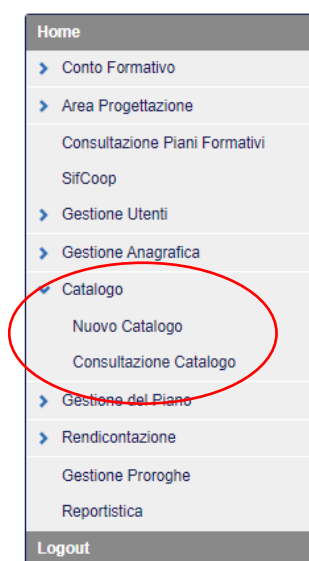 Home
Conto Formativo
Area Progettazione
Consultazione Piani Formativi
SifCoop
Gestione Utenti
Gestione Anagrafica
Catalogo
Nuovo Catalogo
Consultazione Catalogo
Gestione del Piano
Rendicontazione
Gestione Proroghe
Reportistica
Logout